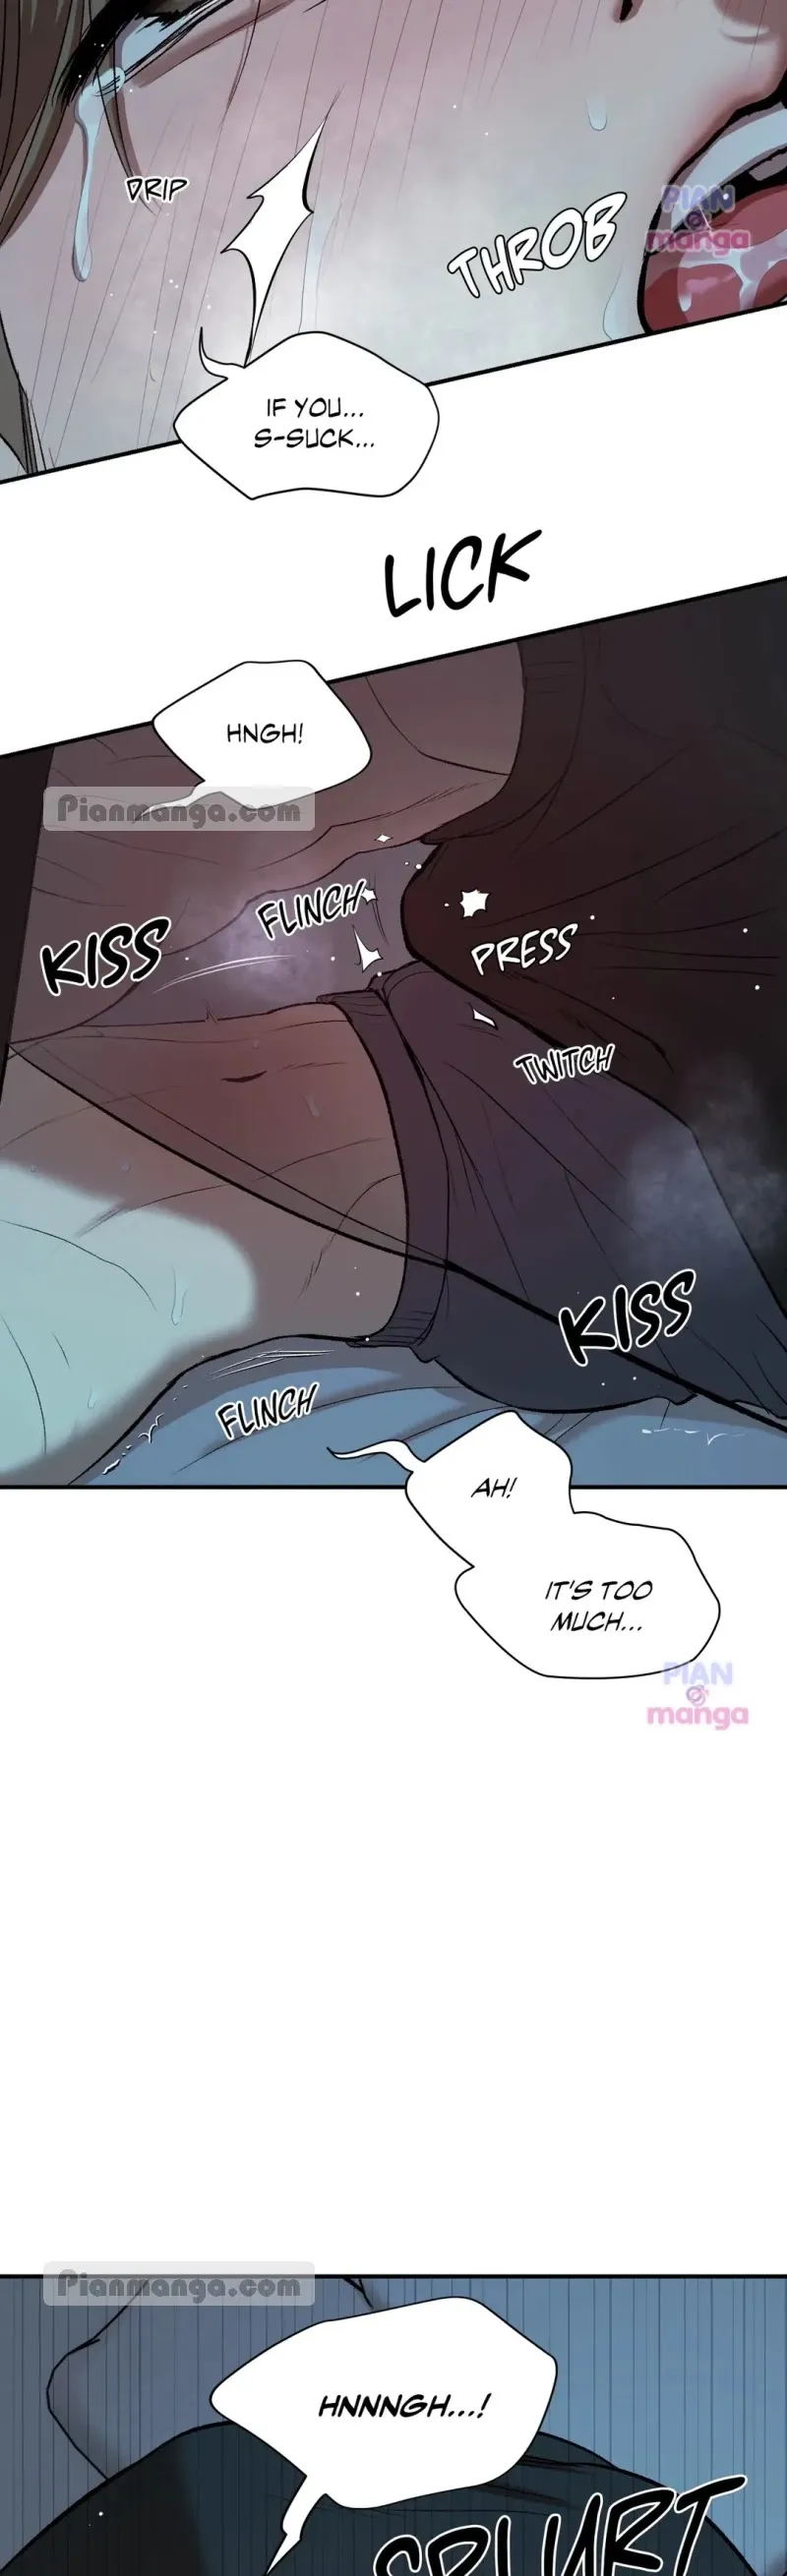 DRIP
THROB
PIAN
manga
IF YOU...
S-SUCK...
LICK
HNGH!
Pianmanga.com
FLINCH
KISS
PRESS
TWITCH
KISS
FLINCH
AH!
IT'S TOO
MUCH...
PIAN
manga
Pianmanga.com
HNNNGH...!
SPURT